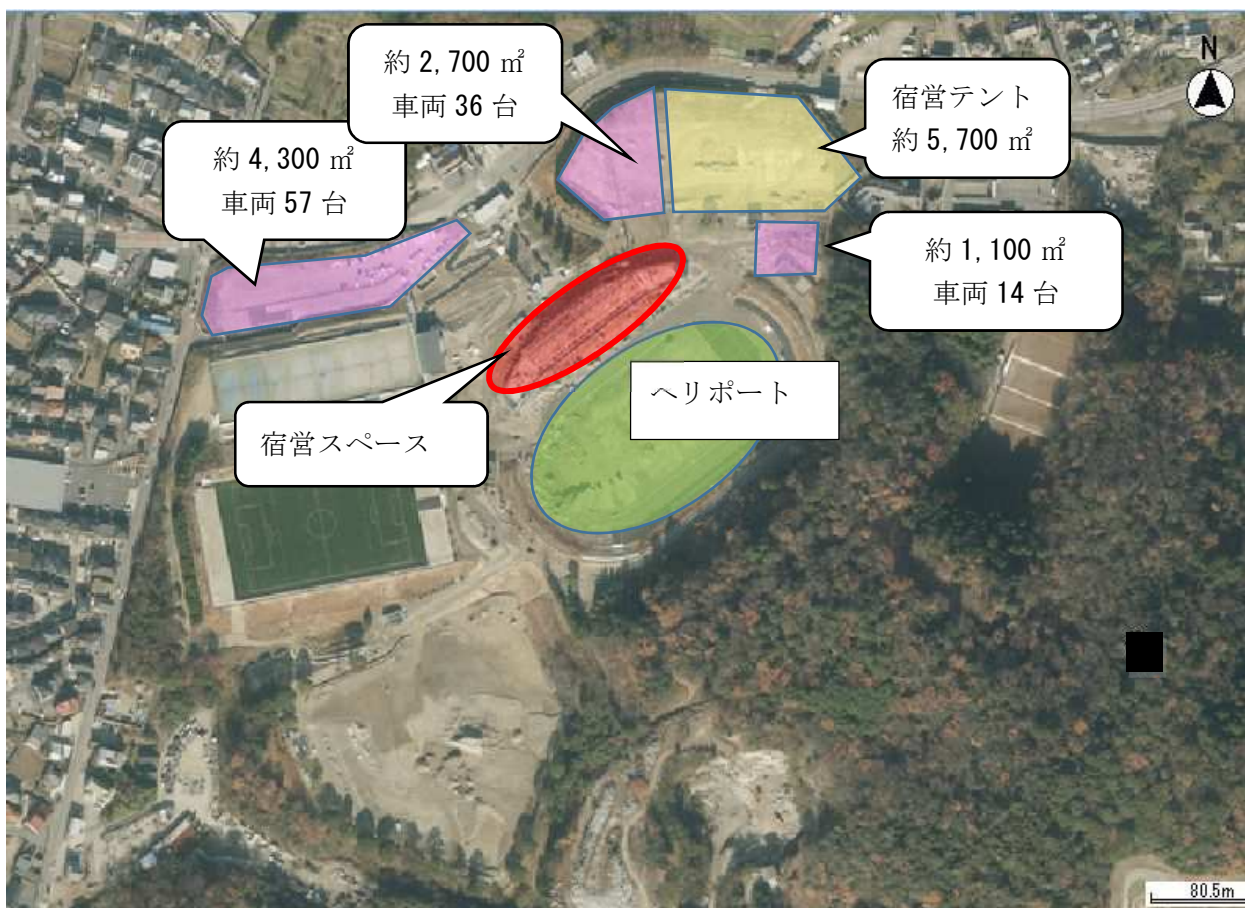 約 2,700 ㎡
車両 36 台
宿営テント
約 5,700 ㎡
N
約 4,300 ㎡
車両 57 台
約 1,100 ㎡
車両 14 台
ヘリポート
宿営スペース
80.5m